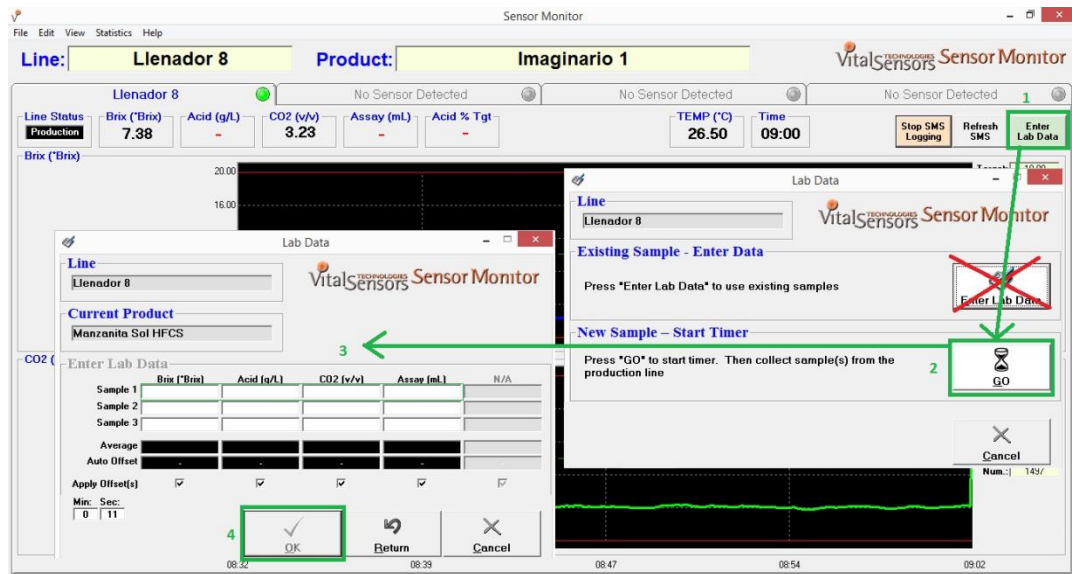 Sensor Monitor
File Edit View Statistics Help
Line: Llenador 8 Product: Imaginario 1 VitalSensors TECHNOLOGIES Sensor Monitor
Llenador 8 No Sensor Detected No Sensor Detected No Sensor Detected 1
Line Status Brix (°Brix) Acid (g/L) CO2 (v/v) Assay (mL) Acid % Tgt TEMP (°C) Time
Production 7.38 - 3.23 - - 26.50 09:00
Stop SMS Logging Refresh SMS Enter Lab Data
Brix (°Brix)
20.00
16.00
Lab Data
Line
Llenador 8
VitalSensors TECHNOLOGIES Sensor Monitor
Existing Sample - Enter Data
Press "Enter Lab Data" to use existing samples
Enter Lab Data
New Sample – Start Timer
Press "GO" to start timer. Then collect sample(s) from the
production line
2
GO
Cancel
Num.: 1497
Lab Data
Line
Llenador 8
VitalSensors TECHNOLOGIES Sensor Monitor
Current Product
Manzanita Sol HFCS
3
CO2 (
Enter Lab Data
Brix (°Brix) Acid (g/L) CO2 (v/v) Assay (mL) N/A
Sample 1
Sample 2
Sample 3
Average
Auto Offset - - - -
Apply Offset(s)
Min: Sec:
0 11
4
OK Return Cancel
08:32 08:39 08:47 08:54 09:02